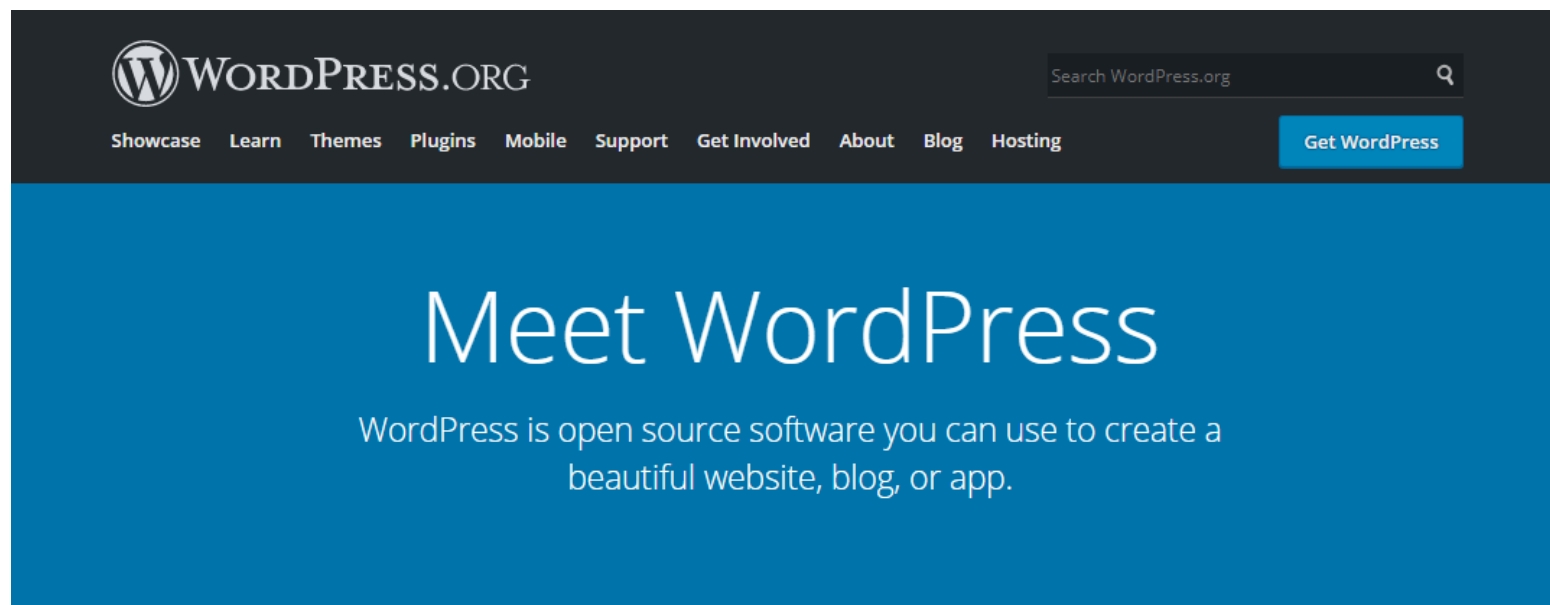 WORDPRESS.ORG
Search WordPress.org
Showcase Learn Themes Plugins Mobile Support Get Involved About Blog Hosting
Get WordPress
Meet WordPress
WordPress is open source software you can use to create a
beautiful website, blog, or app.